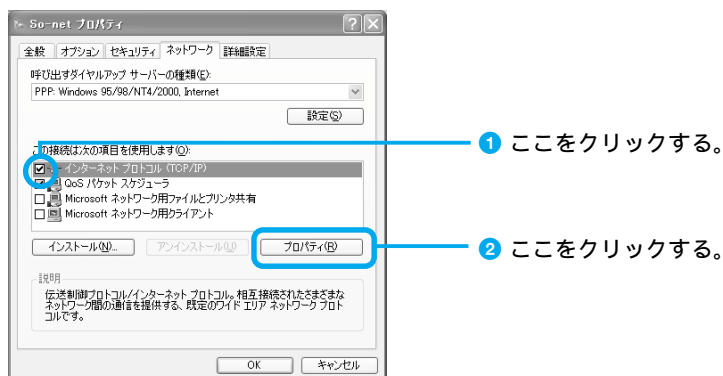 So-net プロパティ
全般 オプション セキュリティ ネットワーク 詳細設定
呼び出すダイヤルアップ サーバーの種類(E):
PPP: Windows 95/98/NT4/2000, Internet
設定(S)
この接続は次の項目を使用します(O):
インターネット プロトコル (TCP/IP)
QoS パケット スケジューラ
Microsoft ネットワーク用ファイルとプリンタ共有
Microsoft ネットワーク用クライアント
インストール(N)... アンインストール(U) プロパティ(R)
説明
伝送制御プロトコル/インターネット プロトコル。相互接続されたさまざまな
ネットワーク間の通信を提供する、既定のワイド エリア ネットワーク プロト
コルです。
OK キャンセル
1 ここをクリックする。
2 ここをクリックする。